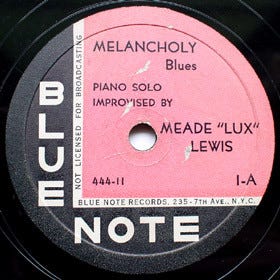 MELANCHOLY
Blues
PIANO SOLO
IMPROVISED BY
MEADE "LUX"
LEWIS
444-11
1-A
BLUE NOTE RECORDS, 235-7TH AVE., N.Y.C.
NOT LICENSED FOR BROADCASTING
BLUE
NOTE